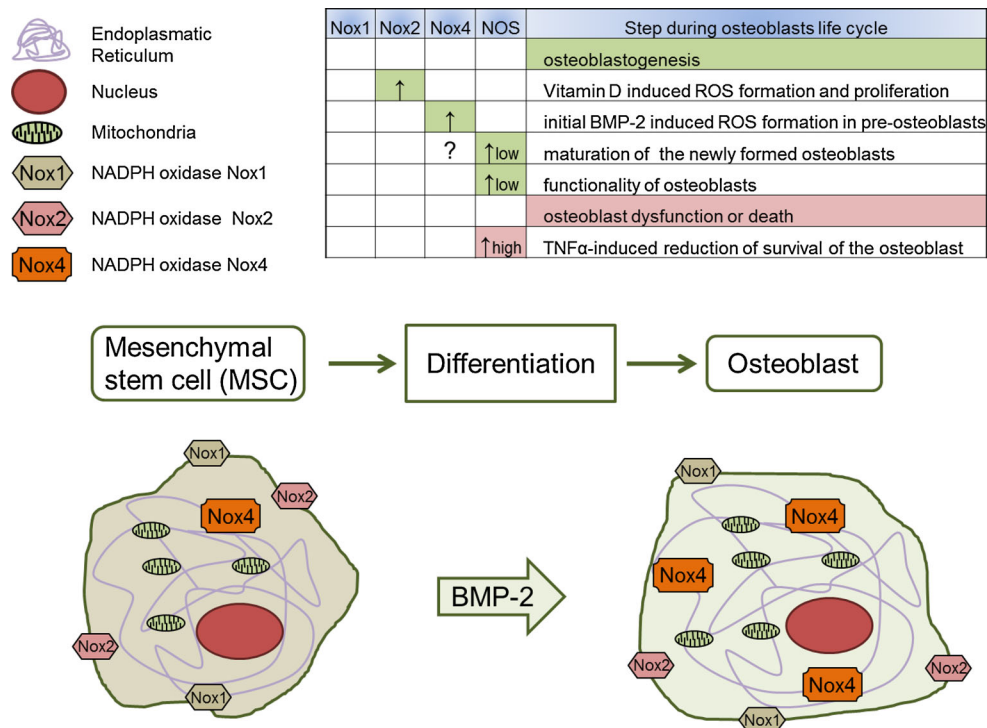 Endoplasmatic
Reticulum
Nucleus
Mitochondria
Nox1 NADPH oxidase Nox1
Nox2 NADPH oxidase Nox2
Nox4 NADPH oxidase Nox4
Nox1 Nox2 Nox4 NOS Step during osteoblasts life cycle
osteoblastogenesis
↑ Vitamin D induced ROS formation and proliferation
↑ initial BMP-2 induced ROS formation in pre-osteoblasts
? ↑low maturation of the newly formed osteoblasts
↑low functionality of osteoblasts
osteoblast dysfunction or death
↑high TNFα-induced reduction of survival of the osteoblast
Mesenchymal
stem cell (MSC)
Differentiation
Osteoblast
Nox1
Nox2
Nox4
Nox2
Nox1
BMP-2
Nox1
Nox4
Nox4
Nox2
Nox2
Nox4
Nox1